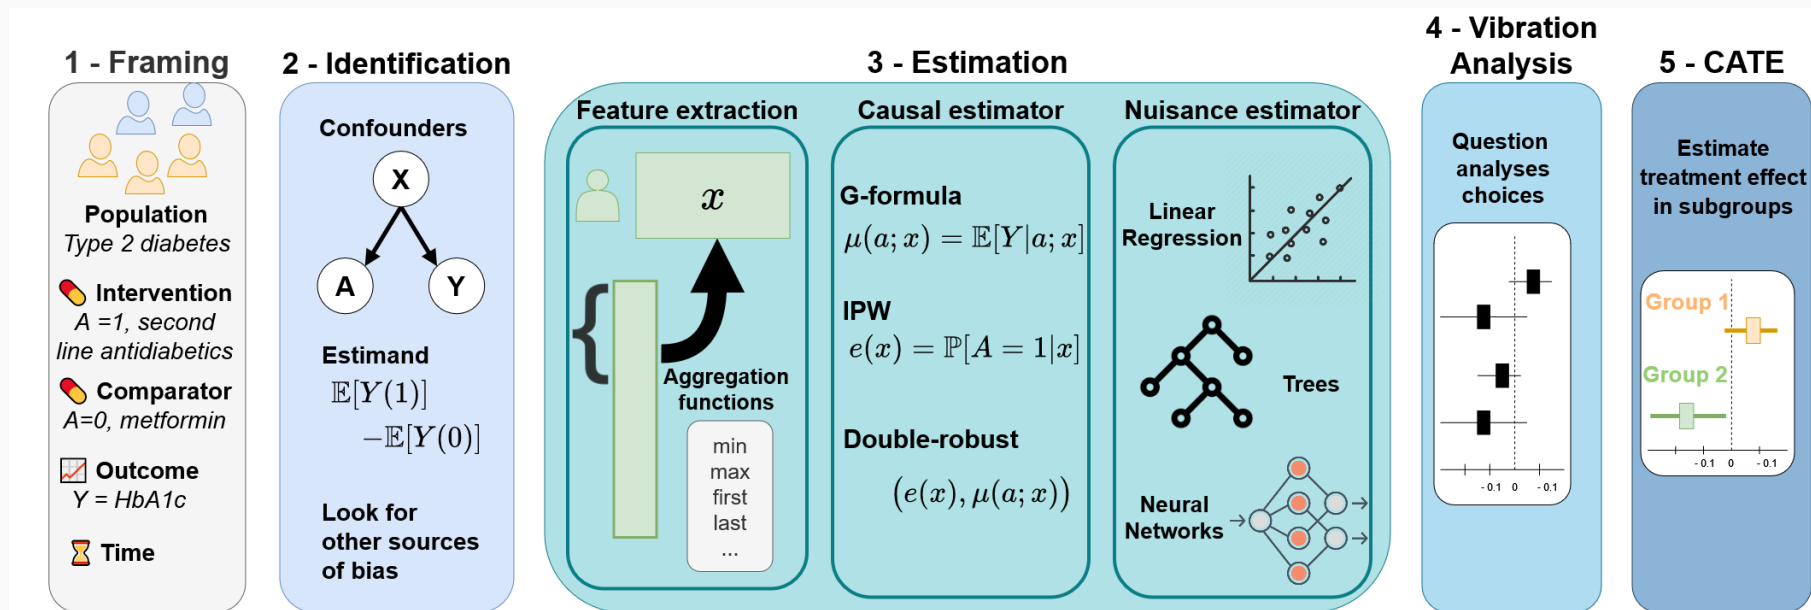 1 - Framing
Population
Type 2 diabetes
Intervention
A =1, second
line antidiabetics
Comparator
A=0, metformin
Outcome
Y = HbA1c
Time
2 - Identification
Confounders
X
A
Y
Estimand
𝔼[Y(1)]
−𝔼[Y(0)]
Look for
other sources
of bias
3 - Estimation
Feature extraction
x
{
Aggregation
functions
min
max
first
last
...
Causal estimator
G-formula
μ(a; x) = 𝔼[Y|a; x]
IPW
e(x) = ℙ[A = 1|x]
Double-robust
(e(x), μ(a; x))
Nuisance estimator
Linear
Regression
Trees
Neural
Networks
4 - Vibration
Analysis
Question
analyses
choices
- 0.1 0 - 0.1
5 - CATE
Estimate
treatment effect
in subgroups
Group 1
Group 2
- 0.1 0 - 0.1